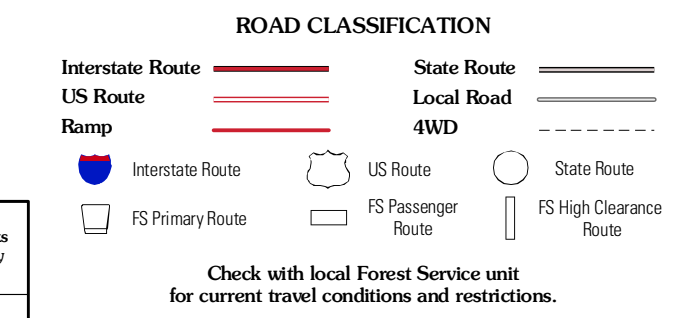 ROAD CLASSIFICATION
Interstate Route
State Route
US Route
Local Road
Ramp
4WD
Interstate Route
US Route
State Route
FS Primary Route
FS Passenger
Route
FS High Clearance
Route
Check with local Forest Service unit
for current travel conditions and restrictions.